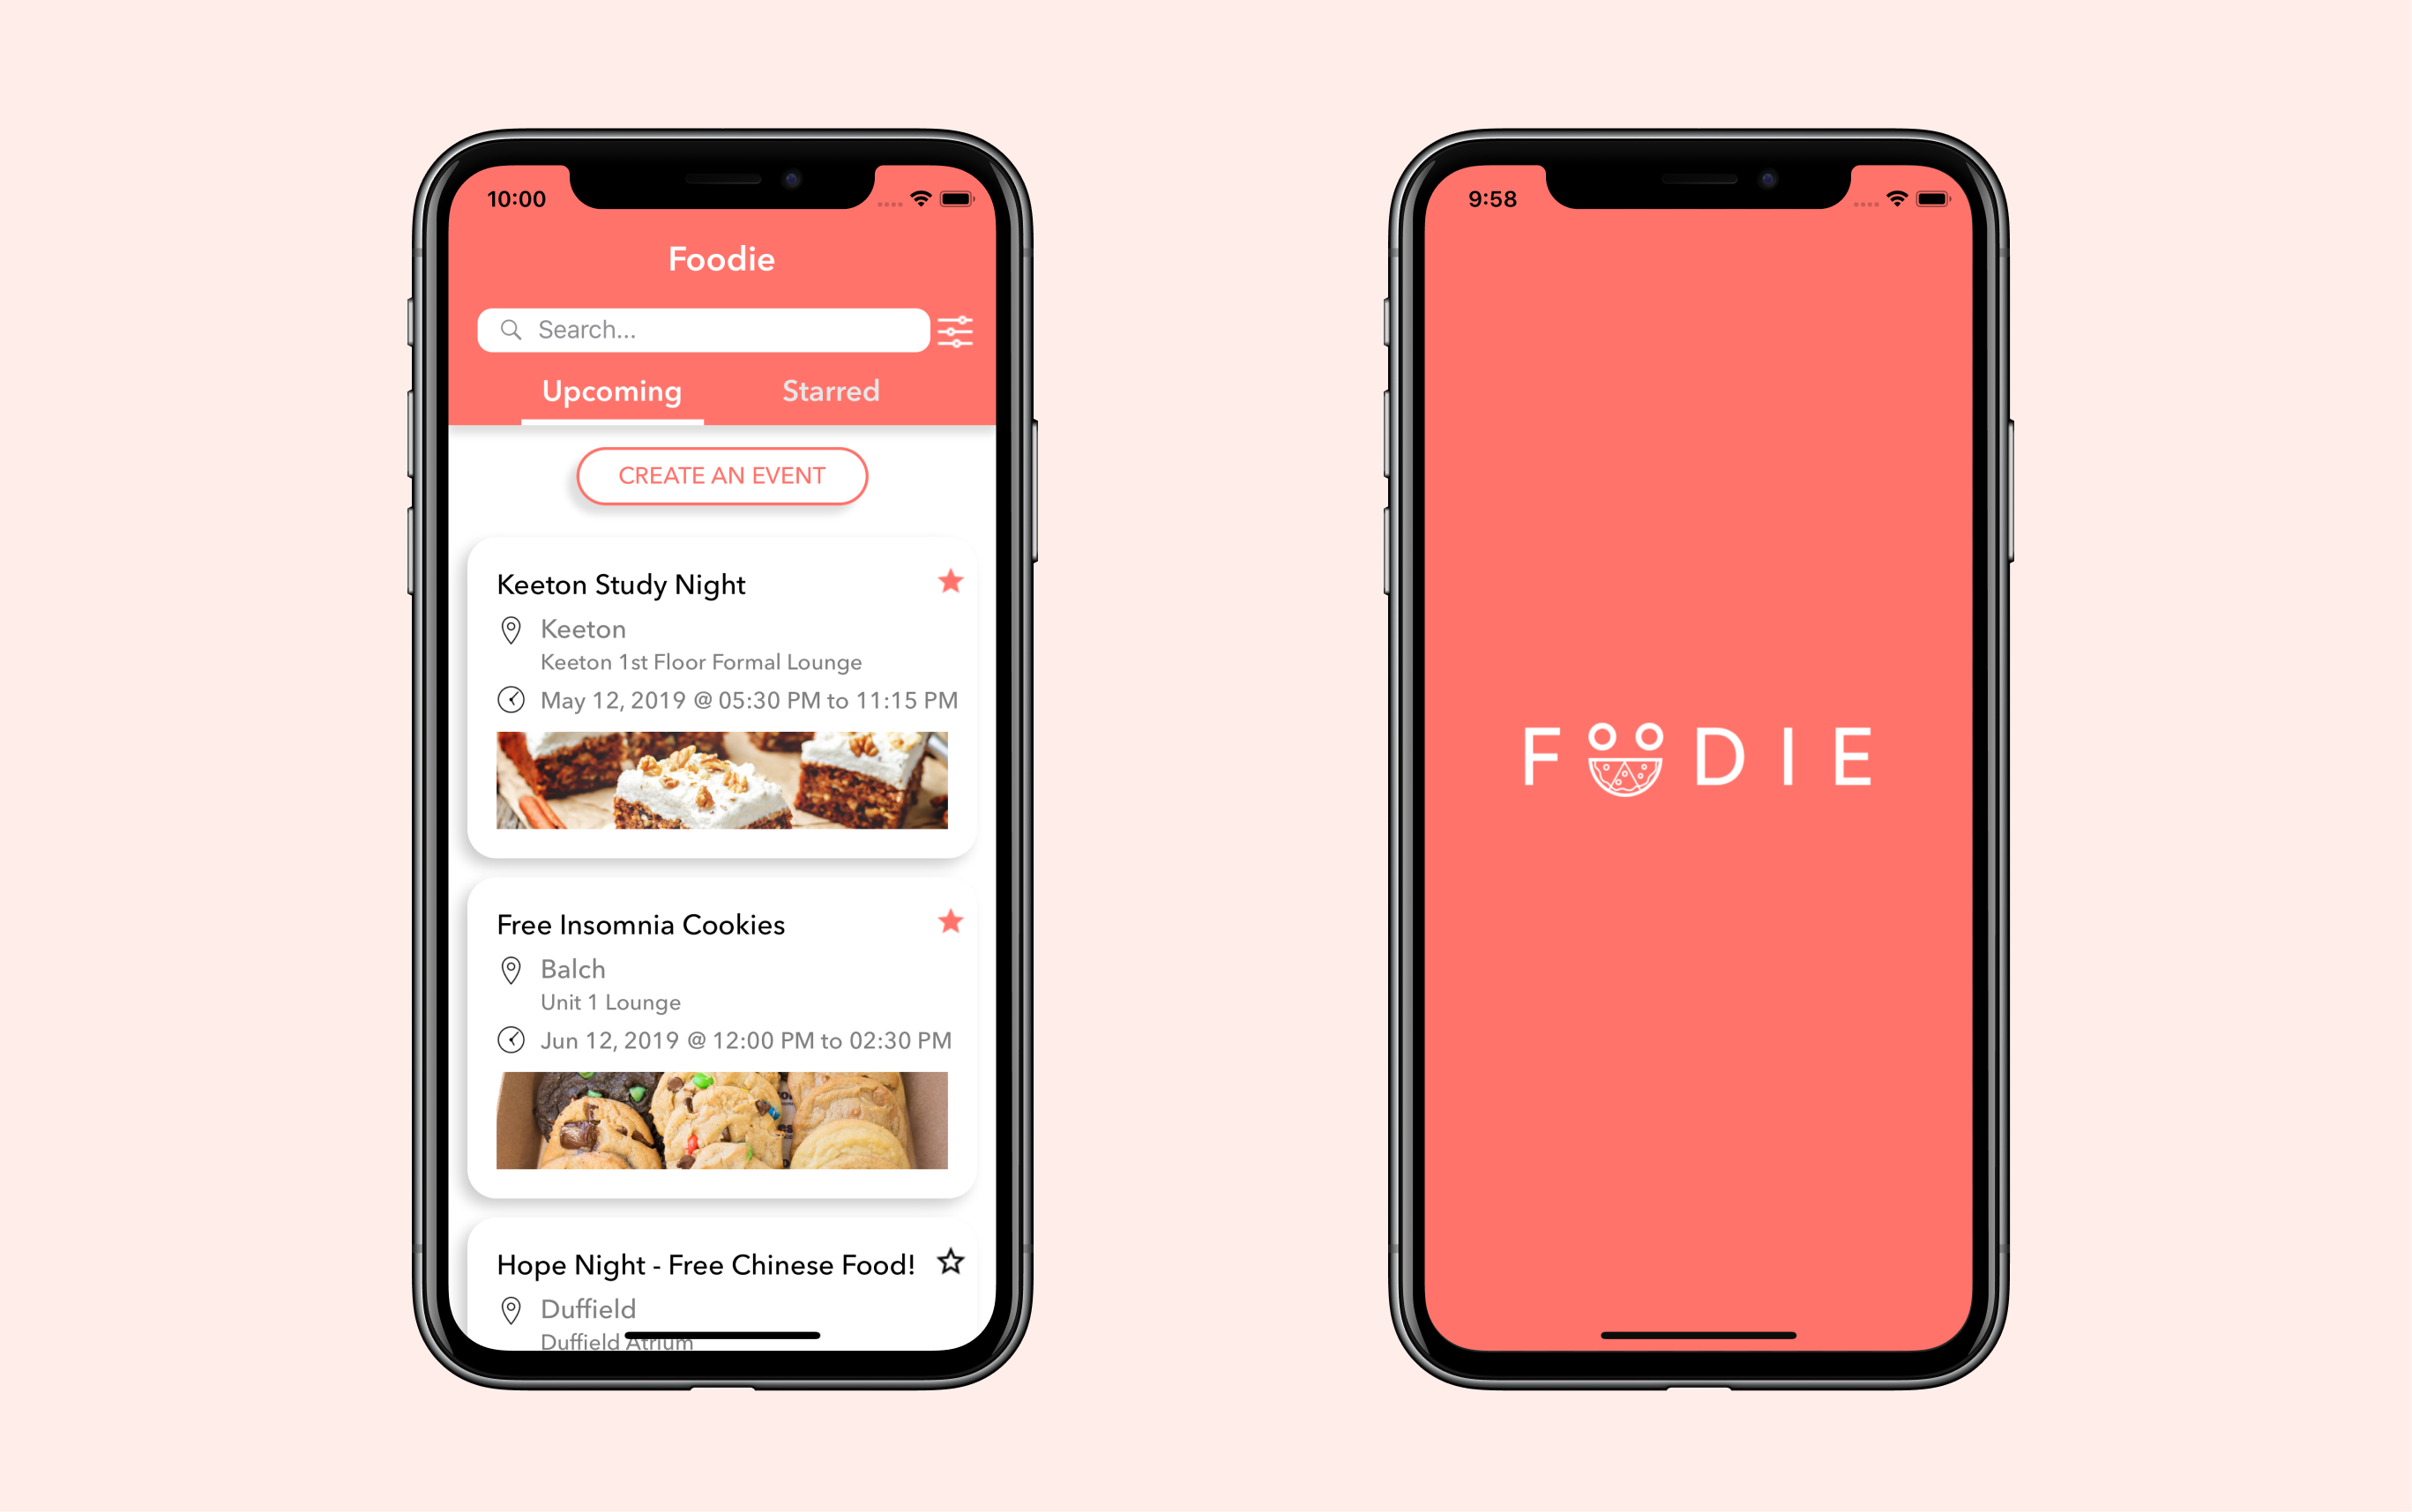 10:00
Foodie
Search...
Upcoming Starred
CREATE AN EVENT
Keeton Study Night
Keeton
Keeton 1st Floor Formal Lounge
May 12, 2019 @ 05:30 PM to 11:15 PM
Free Insomnia Cookies
Balch
Unit 1 Lounge
Jun 12, 2019 @ 12:00 PM to 02:30 PM
Hope Night - Free Chinese Food!
Duffield
Duffield Atrium
9:58
FOODIE